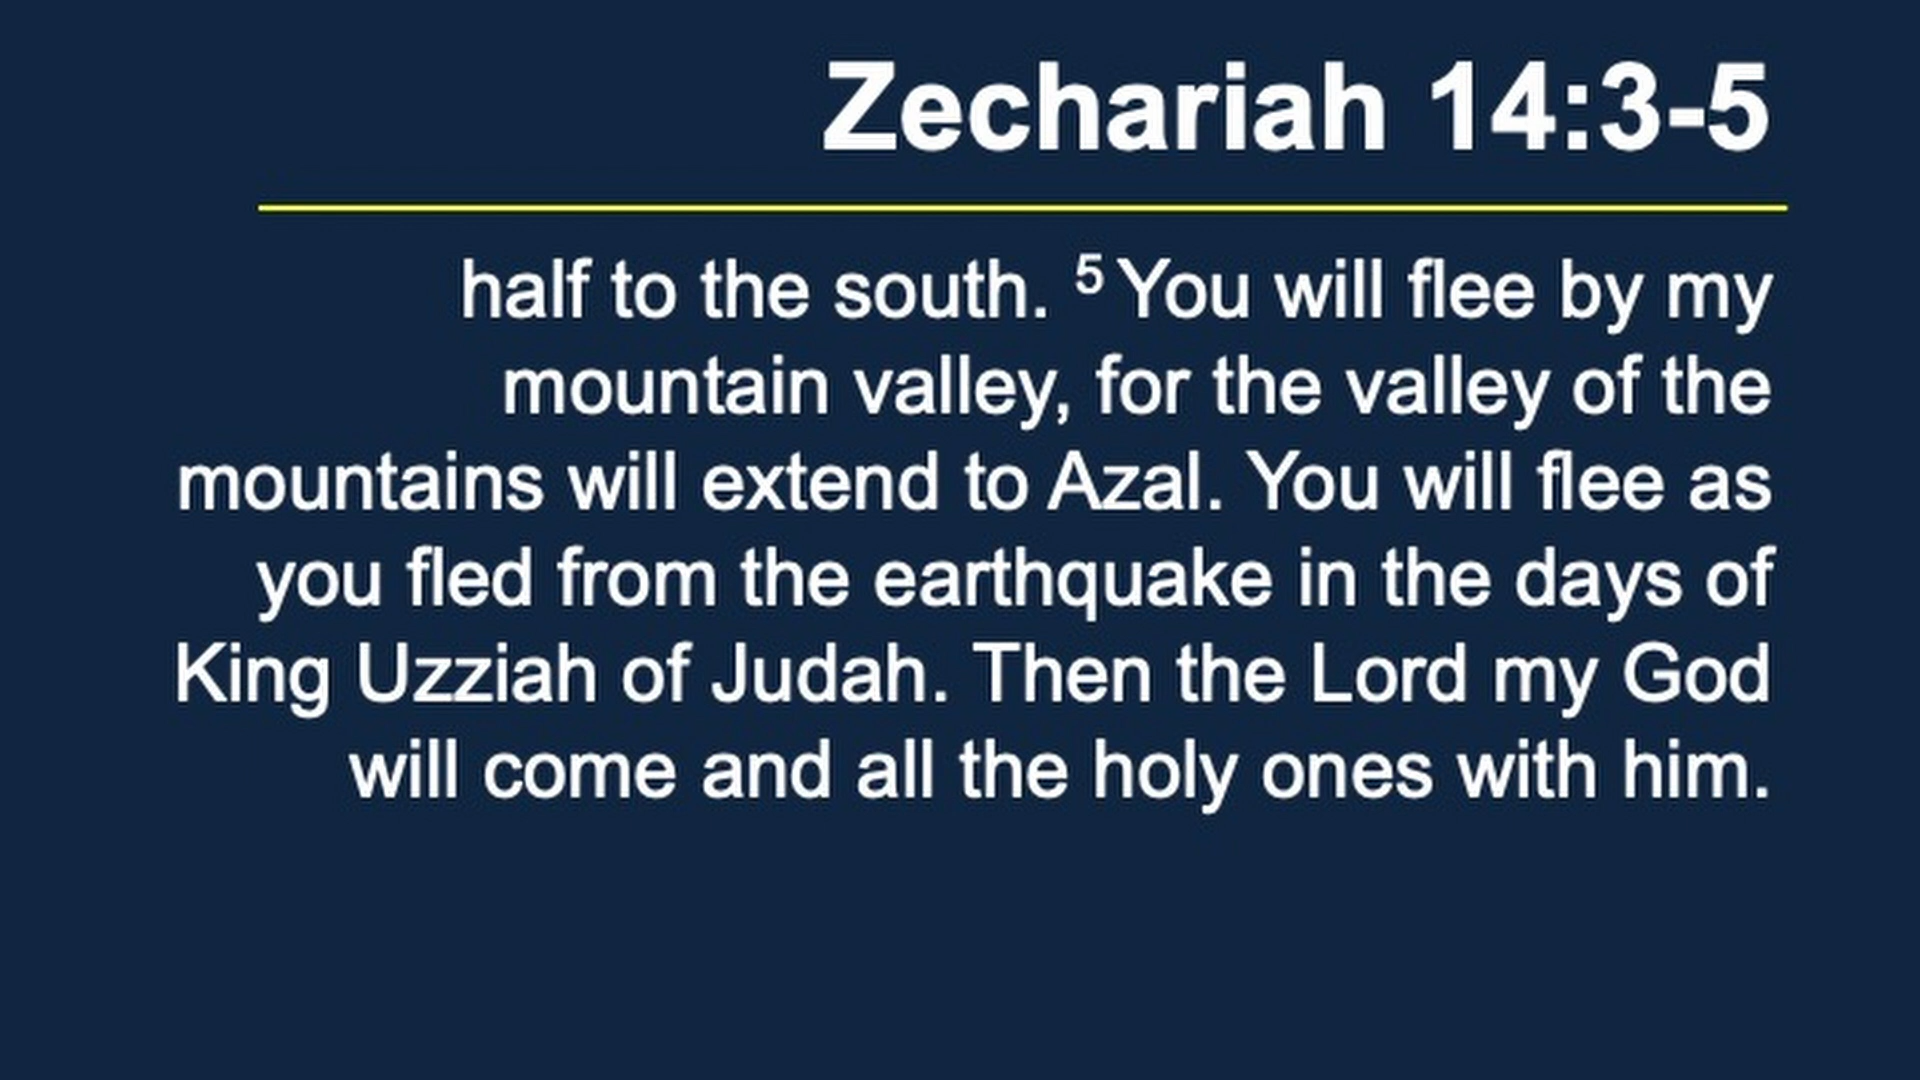 Zechariah 14:3-5
half to the south. ⁵ You will flee by my
mountain valley, for the valley of the
mountains will extend to Azal. You will flee as
you fled from the earthquake in the days of
King Uzziah of Judah. Then the Lord my God
will come and all the holy ones with him.